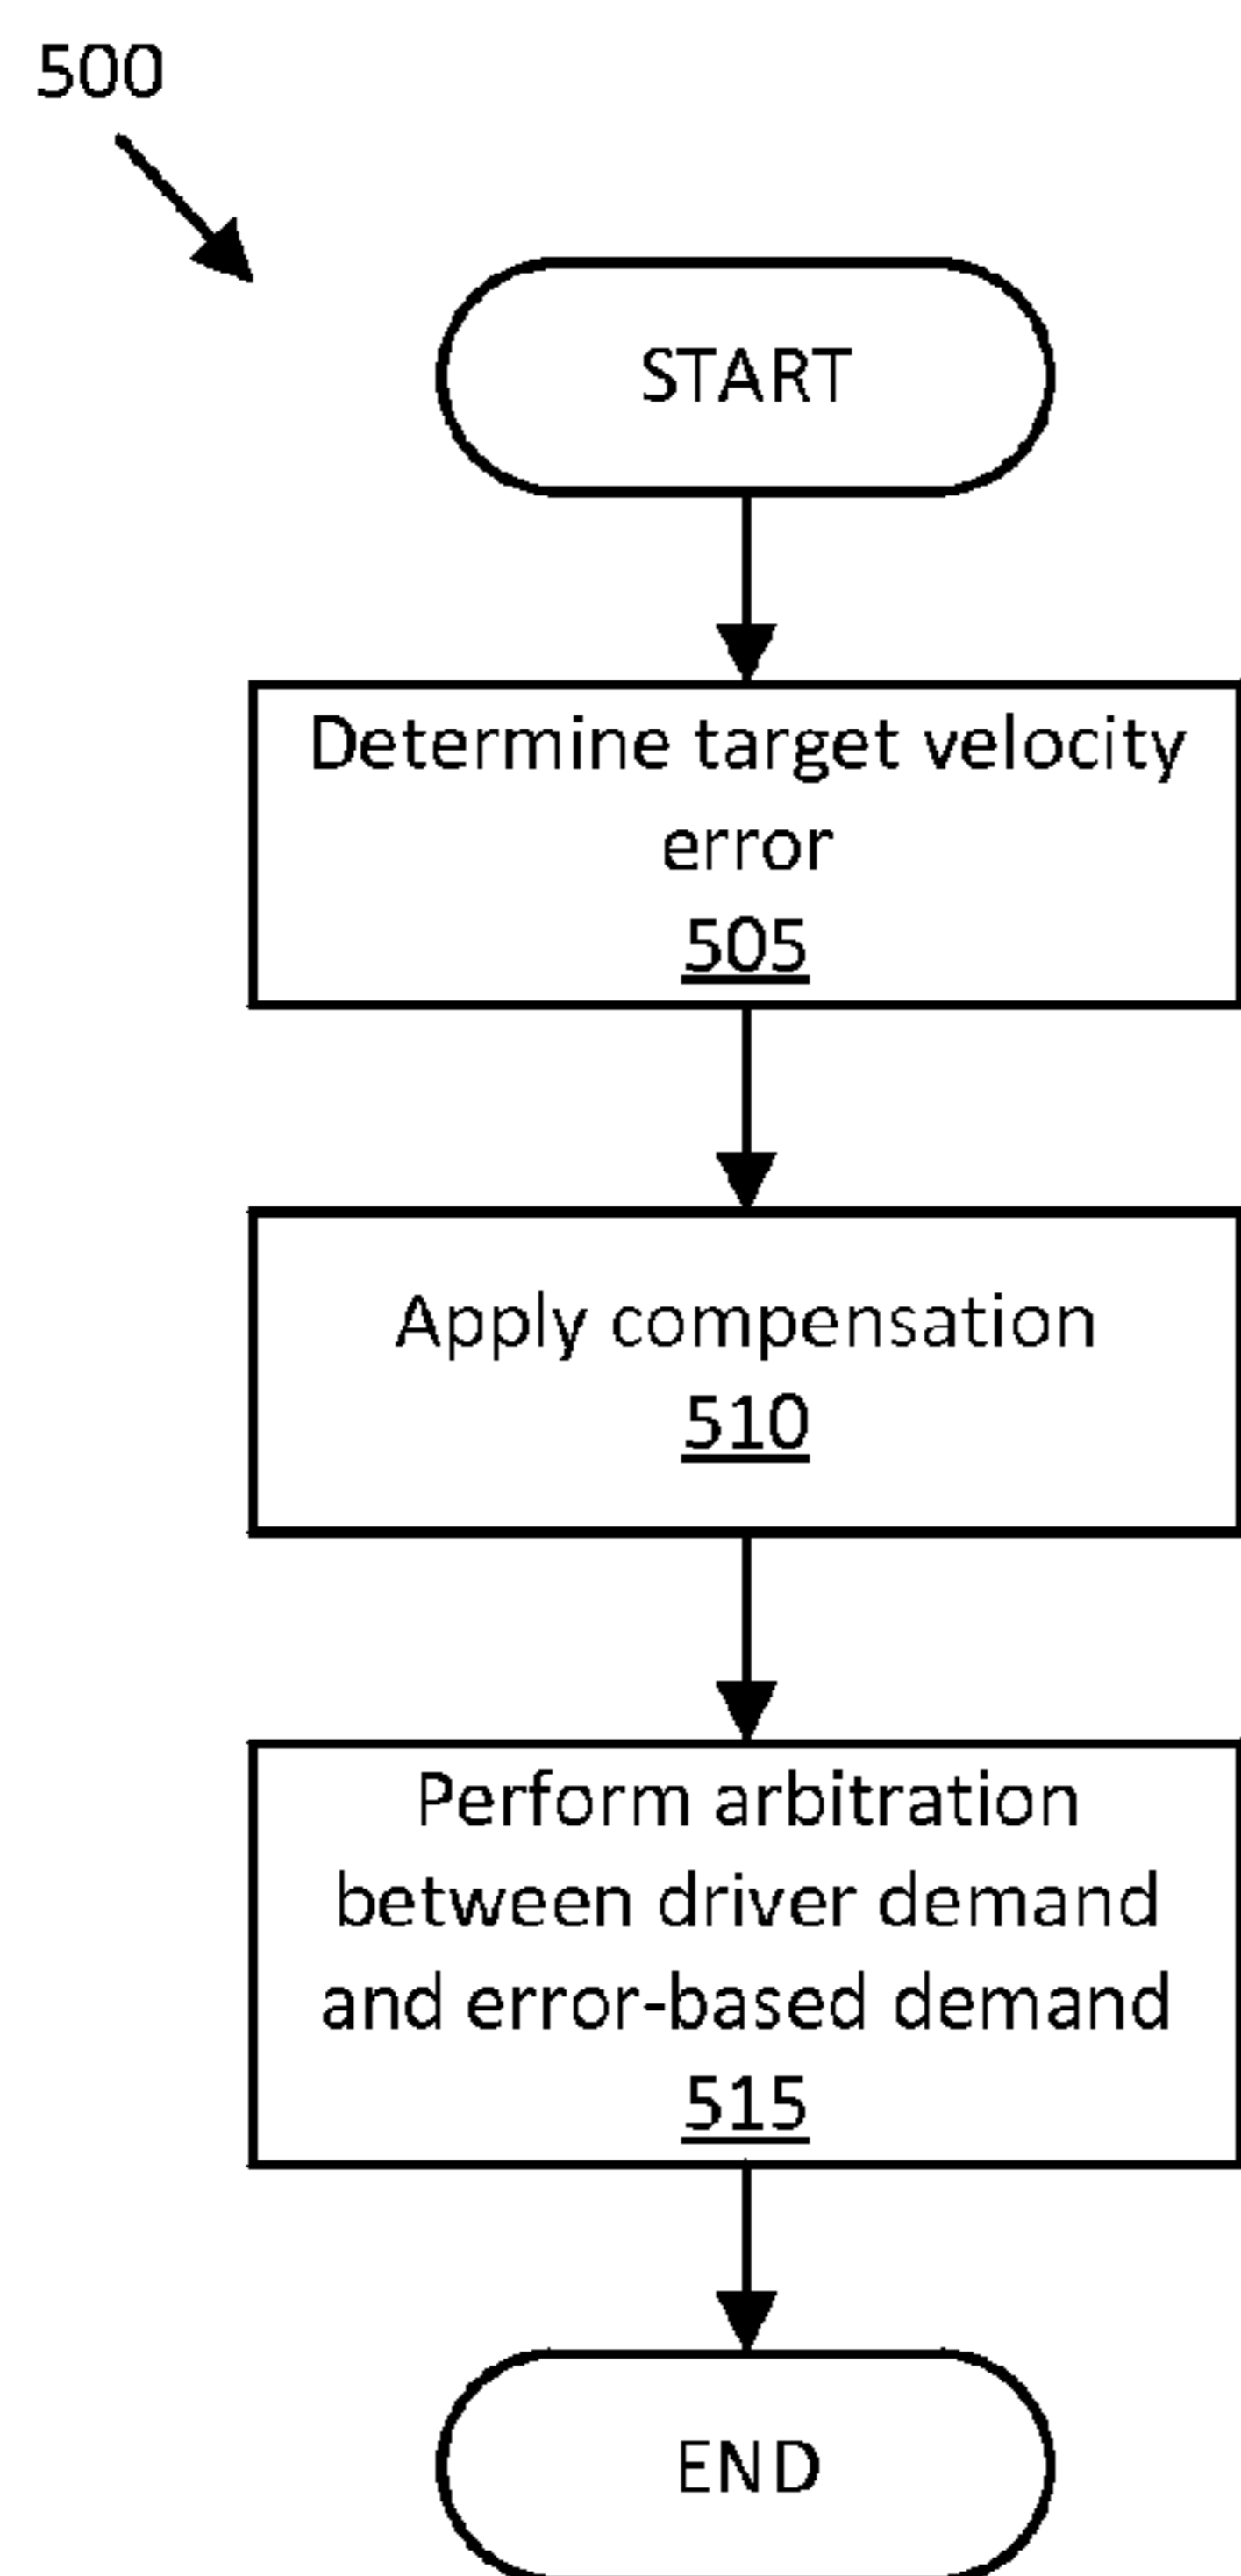 500
START
Determine target velocity
error
505
Apply compensation
510
Perform arbitration
between driver demand
and error-based demand
515
END